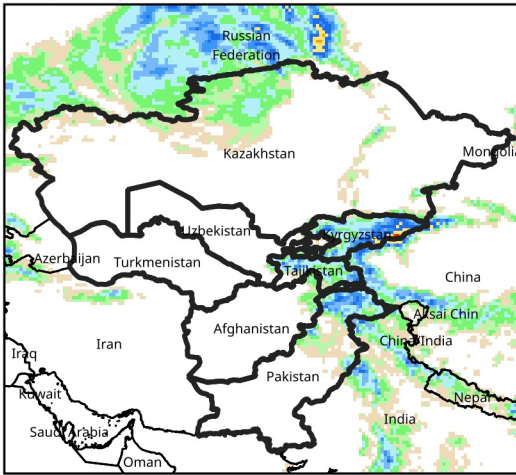 Russian
Federation
Kazakhstan
Mongolia
Uzbekistan
Kyrgyzstan
Azerbaijan
Turkmenistan
Tajikistan
China
Aksai Chin
Afghanistan
China/India
Iran
Iraq
Pakistan
Kuwait
Nepal
India
Saudi Arabia
Oman